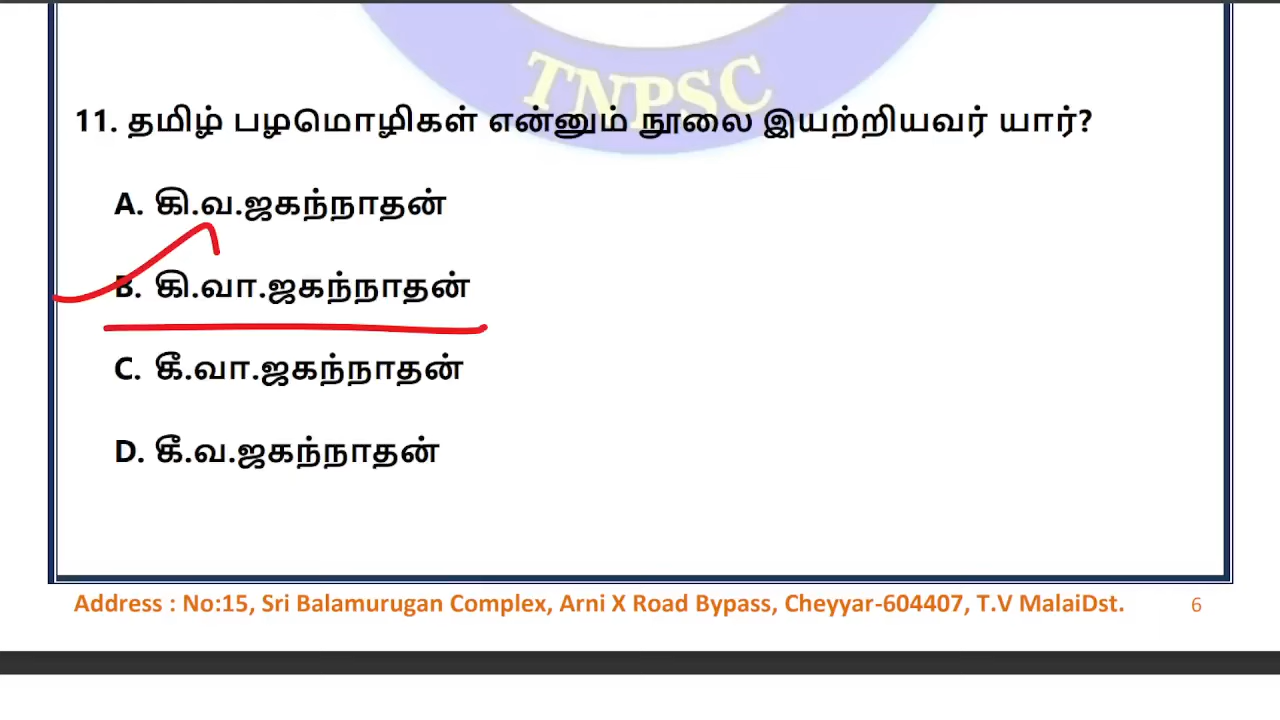 TNPSC
11. தமிழ் பழமொழிகள் என்னும் நூலை இயற்றியவர் யார்?
A. கி.வ.ஜகந்நாதன்
B. கி.வா.ஜகந்நாதன்
C. கீ.வா.ஜகந்நாதன்
D. கீ.வ.ஜகந்நாதன்
Address : No:15, Sri Balamurugan Complex, Arni X Road Bypass, Cheyyar-604407, T.V MalaiDst. 6